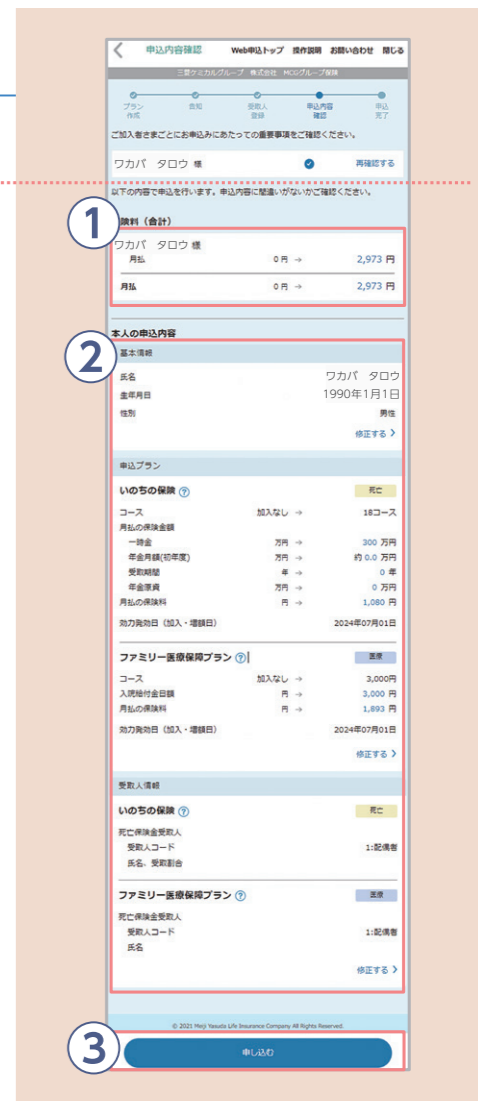 申込内容確認 Web申込トップ 操作説明 お問い合わせ 閉じる
三菱ケミカルグループ 株式会社 MCGグループ保険
プラン作成 告知 受取人登録 申込内容確認 申込完了
ご加入者さまごとにお申込みにあたっての重要事項をご確認ください。
ワカバ タロウ 様 再確認する
以下の内容で申込を行います。申込内容に間違いがないかご確認ください。
1
険料（合計）
ワカバ タロウ 様
月払 0 円 → 2,973 円
月払 0 円 → 2,973 円
本人の申込内容
2
基本情報
氏名 ワカバ タロウ
生年月日 1990年1月1日
性別 男性
修正する
申込プラン
いのちの保険 ? 死亡
コース 加入なし → 18コース
月払の保険金額
一時金 万円 → 300 万円
年金月額(初年度) 万円 → 約 0.0 万円
受取期間 年 → 0 年
年金原資 万円 → 0 万円
月払の保険料 円 → 1,080 円
効力発効日（加入・増額日） 2024年07月01日
ファミリー医療保障プラン ? 医療
コース 加入なし → 3,000円
入院給付金日額 円 → 3,000 円
月払の保険料 円 → 1,893 円
効力発効日（加入・増額日） 2024年07月01日
修正する
受取人情報
いのちの保険 ? 死亡
死亡保険金受取人
受取人コード 1:配偶者
氏名、受取割合
ファミリー医療保障プラン ? 医療
死亡保険金受取人
受取人コード 1:配偶者
氏名
修正する
© 2021 Meiji Yasuda Life Insurance Company All Rights Reserved.
3
申し込む